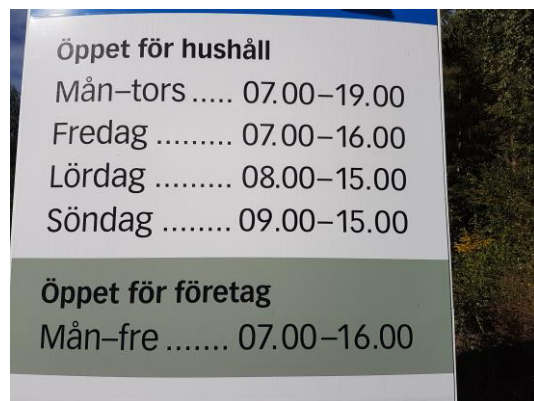 Öppet för hushåll
Mån–tors ..... 07.00–19.00
Fredag ......... 07.00–16.00
Lördag ......... 08.00–15.00
Söndag ........ 09.00–15.00
Öppet för företag
Mån–fre ....... 07.00–16.00